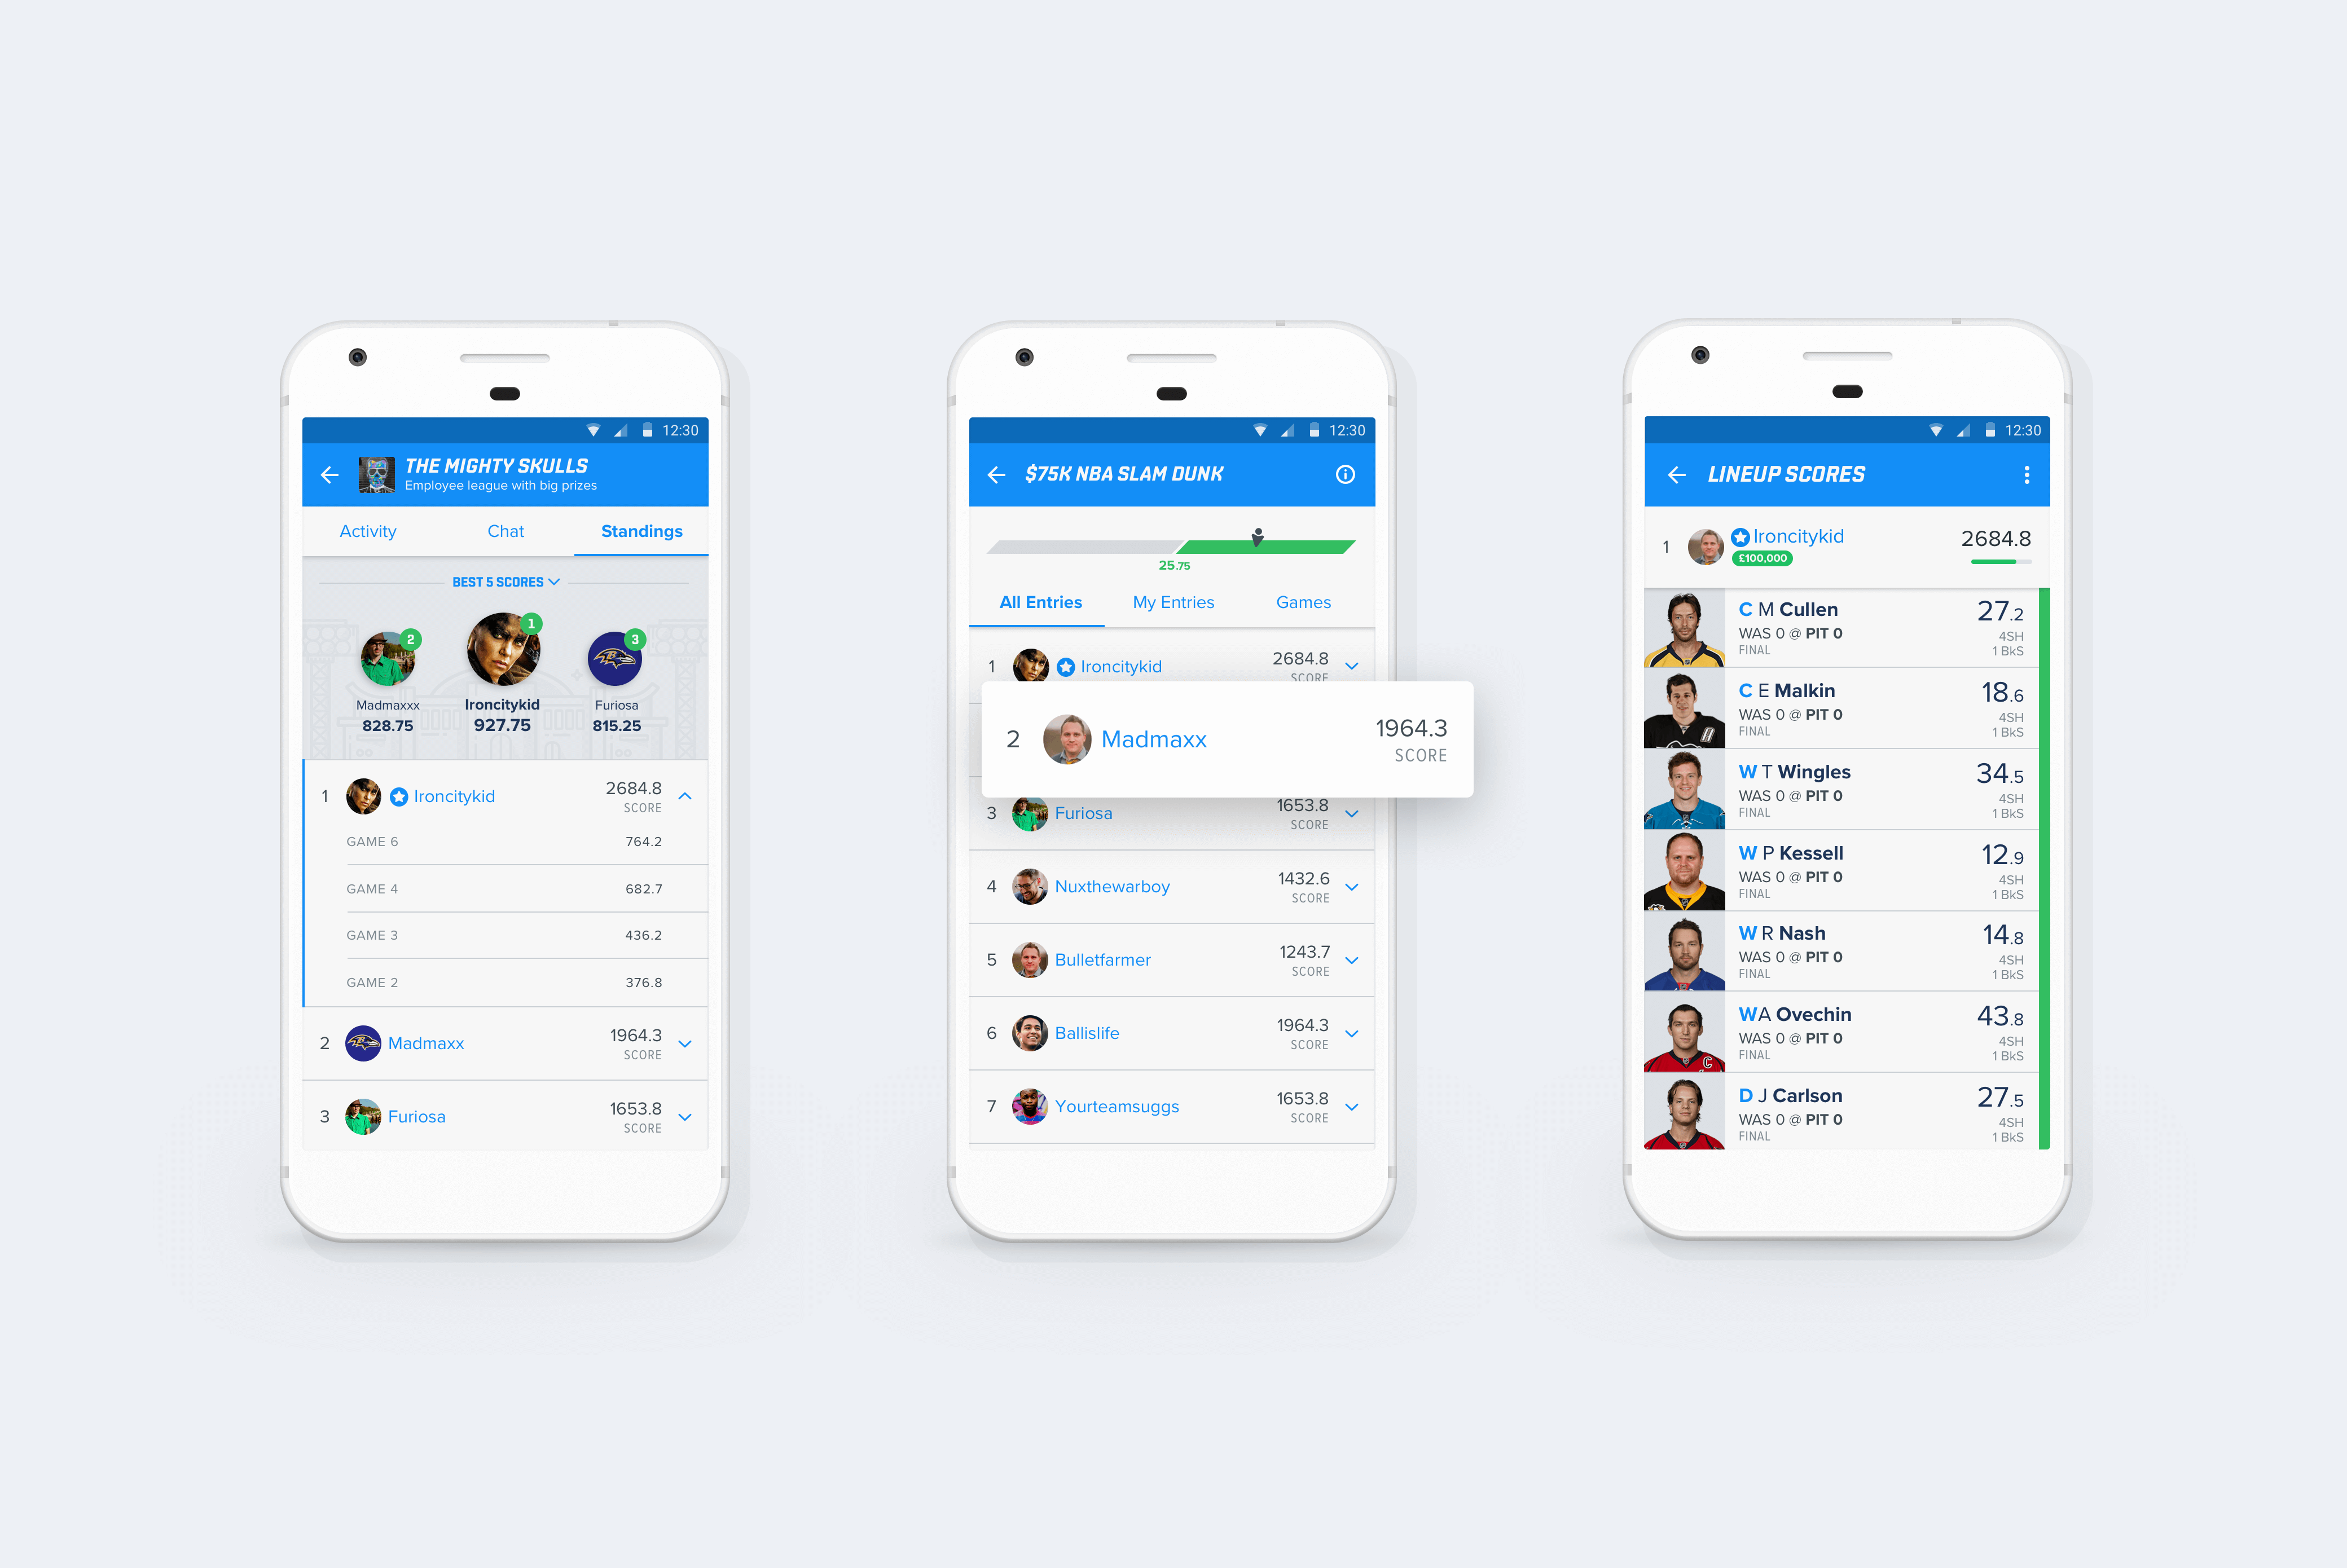 12:30
THE MIGHTY SKULLS
Employee league with big prizes
Activity Chat Standings
BEST 5 SCORES
2 1 3
Madmaxxx Ironcitykid Furiosa
828.75 927.75 815.25
1 Ironcitykid 2684.8
SCORE
GAME 6 764.2
GAME 4 682.7
GAME 3 436.2
GAME 2 376.8
2 Madmaxx 1964.3
SCORE
3 Furiosa 1653.8
SCORE
12:30
$75K NBA SLAM DUNK
25.75
All Entries My Entries Games
1 Ironcitykid 2684.8
SCORE
2 Madmaxx 1964.3
SCORE
3 Furiosa 1653.8
SCORE
4 Nuxthewarboy 1432.6
SCORE
5 Bulletfarmer 1243.7
SCORE
6 Ballislife 1964.3
SCORE
7 Yourteamsuggs 1653.8
SCORE
12:30
LINEUP SCORES
1 Ironcitykid 2684.8
£100,000
C M Cullen 27.2
WAS 0 @ PIT 0 4SH
FINAL 1 BkS
C E Malkin 18.6
WAS 0 @ PIT 0 4SH
FINAL 1 BkS
W T Wingles 34.5
WAS 0 @ PIT 0 4SH
FINAL 1 BkS
W P Kessell 12.9
WAS 0 @ PIT 0 4SH
FINAL 1 BkS
W R Nash 14.8
WAS 0 @ PIT 0 4SH
FINAL 1 BkS
WA Ovechin 43.8
WAS 0 @ PIT 0 4SH
FINAL 1 BkS
D J Carlson 27.5
WAS 0 @ PIT 0 4SH
FINAL 1 BkS